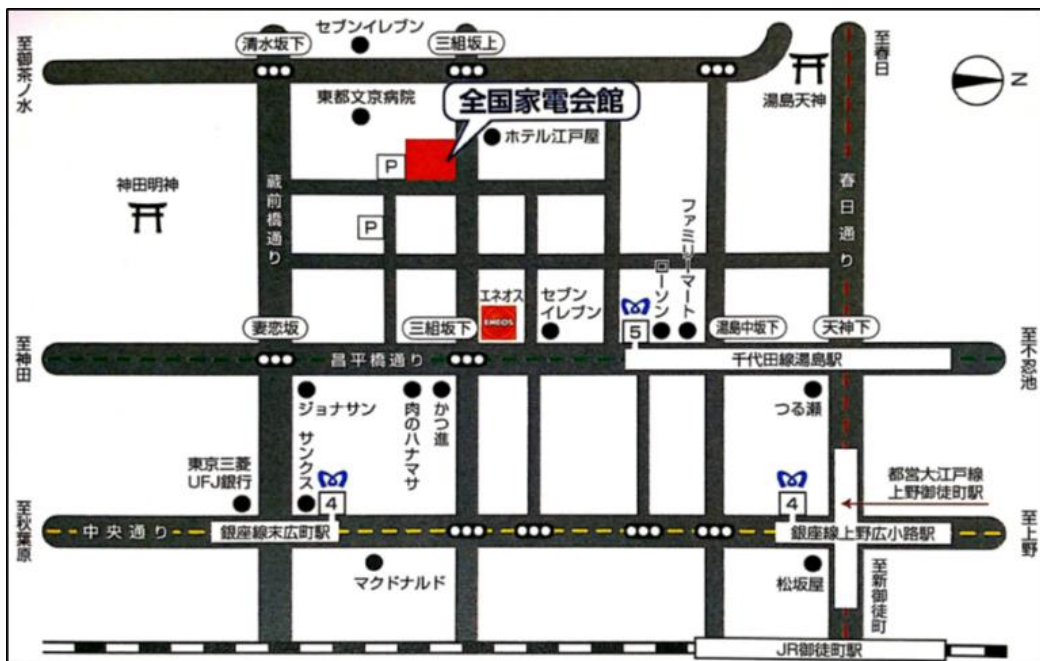 セブンイレブン
清水坂下
三組坂上
至御茶ノ水
至春日
N
東都文京病院
全国家電会館
湯島天神
P
ホテル江戸屋
神田明神
蔵前橋通り
春日通り
P
ファミリーマート
ローソン
エネオス
ENEOS
セブン
イレブン
5
妻恋坂
三組坂下
湯島中坂下
天神下
至神田
昌平橋通り
千代田線湯島駅
至不忍池
ジョナサン
肉のハナマサ
かつ進
つる瀬
サンクス
東京三菱
UFJ銀行
4
4
都営大江戸線
上野御徒町駅
至秋葉原
中央通り
銀座線末広町駅
銀座線上野広小路駅
至上野
マクドナルド
松坂屋
至新御徒町
JR御徒町駅